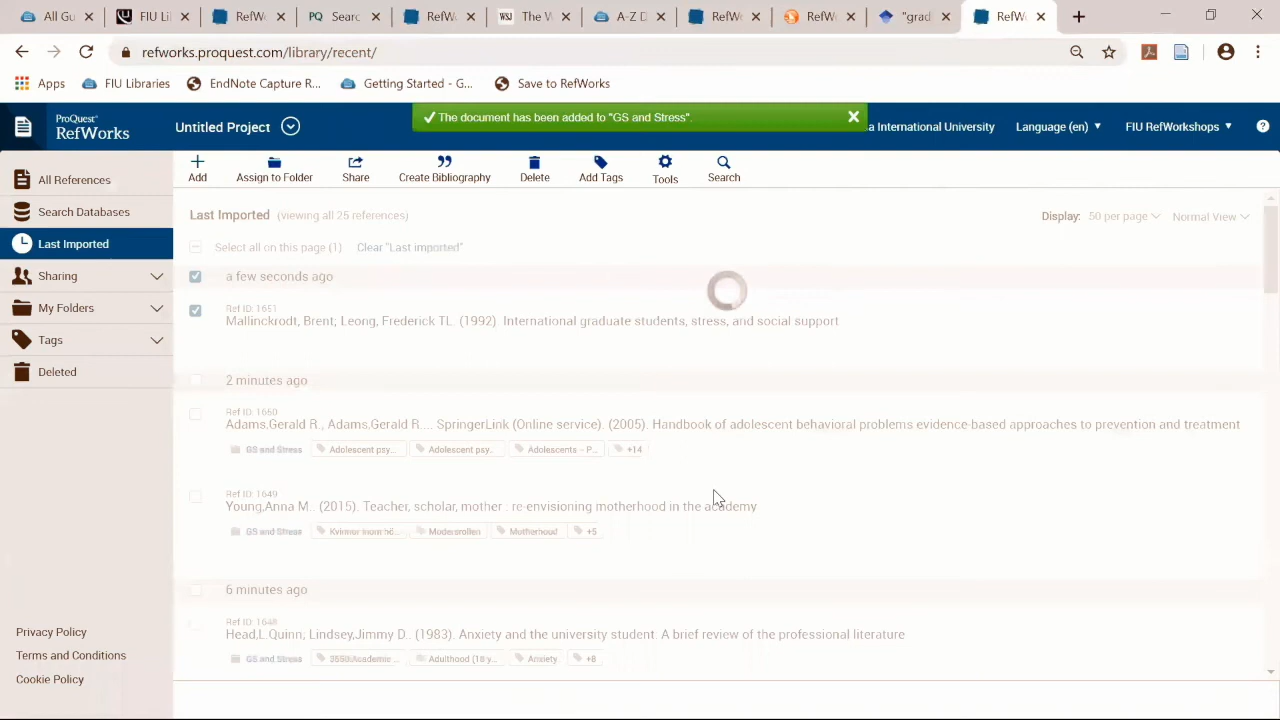 All Go
FIU Li
RefW
PQ Searc
RefW
WSJ The W
A-Z D
RefW
RefW
"grad
RefW
refworks.proquest.com/library/recent/
Apps
FIU Libraries
EndNote Capture R...
Getting Started - G...
Save to RefWorks
ProQuest
RefWorks
Untitled Project
The document has been added to "GS and Stress".
a International University
Language (en)
FIU RefWorkshops
All References
Search Databases
Last Imported
Sharing
My Folders
Tags
Deleted
Add
Assign to Folder
Share
Create Bibliography
Delete
Add Tags
Tools
Search
Last Imported (viewing all 25 references)
Display: 50 per page Normal View
Select all on this page (1) Clear "Last imported"
a few seconds ago
Ref ID: 1651
Mallinckrodt, Brent; Leong, Frederick TL. (1992). International graduate students, stress, and social support
2 minutes ago
Ref ID: 1650
Adams,Gerald R., Adams,Gerald R.... SpringerLink (Online service). (2005). Handbook of adolescent behavioral problems evidence-based approaches to prevention and treatment
GS and Stress Adolescent psy... Adolescent psy... Adolescents -- P... +14
Ref ID: 1649
Young,Anna M.. (2015). Teacher, scholar, mother : re-envisioning motherhood in the academy
GS and Stress Kvinnor inom hö... Modersrollen Motherhood +5
6 minutes ago
Ref ID: 1648
Head,L.Quinn; Lindsey,Jimmy D.. (1983). Anxiety and the university student. A brief review of the professional literature
GS and Stress 3550:Academic ... Adulthood (18 y... Anxiety +8
Privacy Policy
Terms and Conditions
Cookie Policy